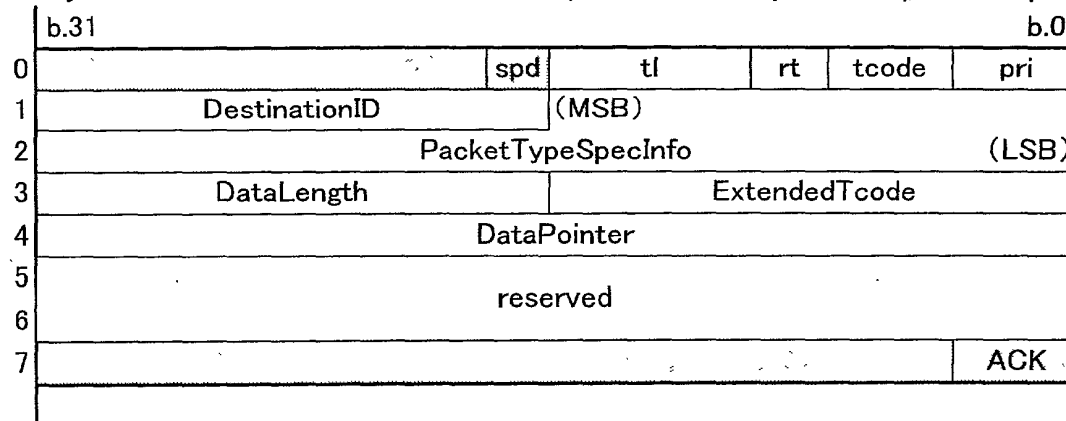 b.31 b.0
0 spd tl rt tcode pri
1 DestinationID (MSB)
2 PacketTypeSpecInfo (LSB)
3 DataLength ExtendedTcode
4 DataPointer
5
reserved
6
7 ACK